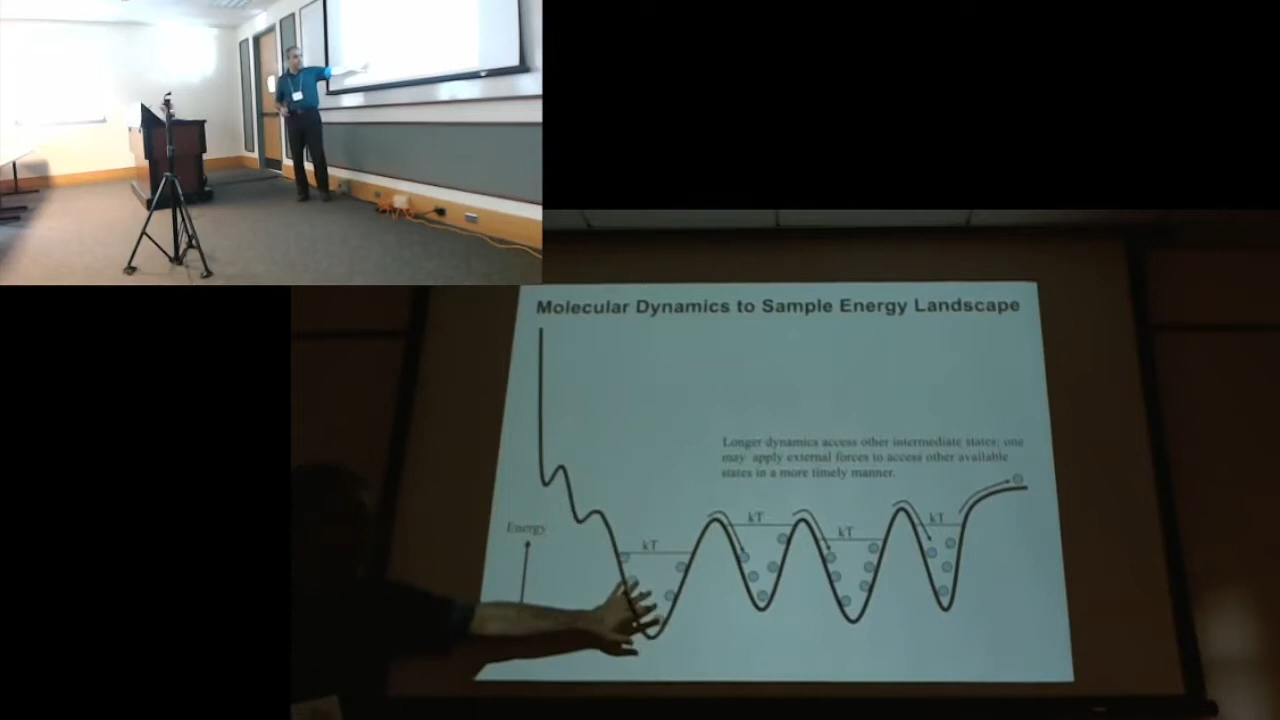 Molecular Dynamics to Sample Energy Landscape
Longer dynamics access other intermediate states; one
may apply external forces to access other available
states in a more timely manner.
Energy
kT
kT
kT
kT